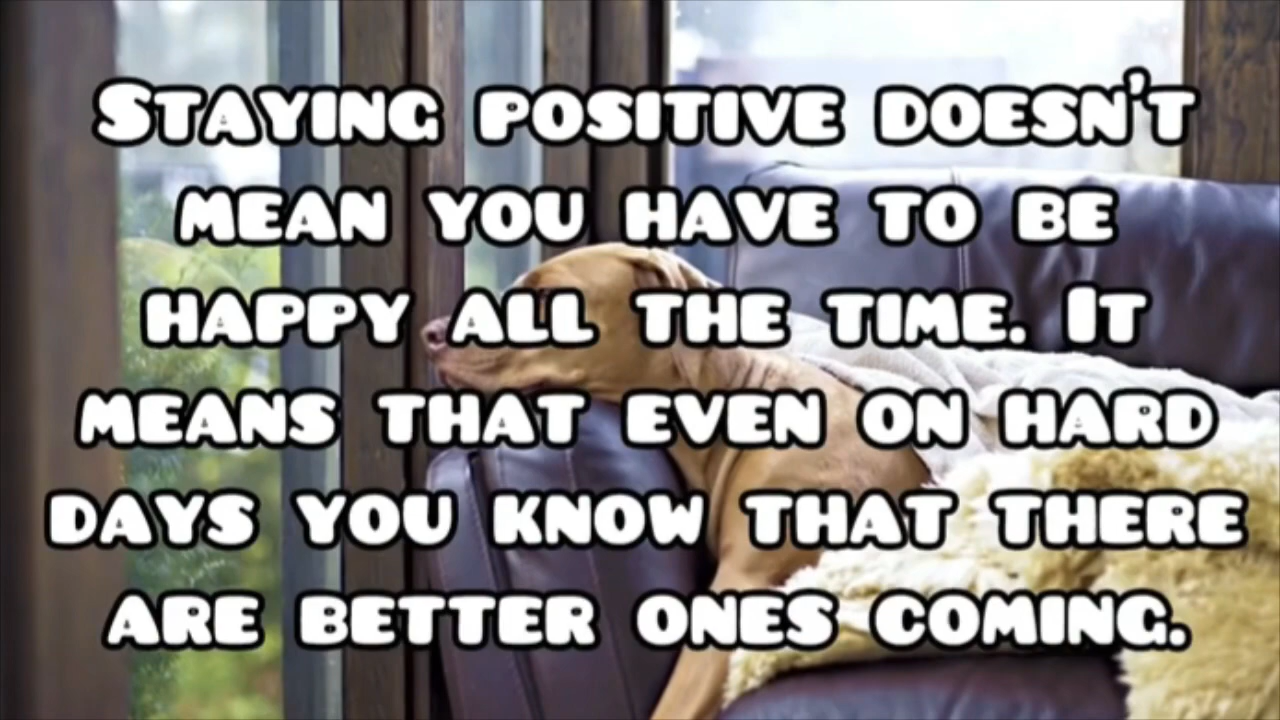 Staying positive doesn't
mean you have to be
happy all the time. It
means that even on hard
days you know that there
are better ones coming.